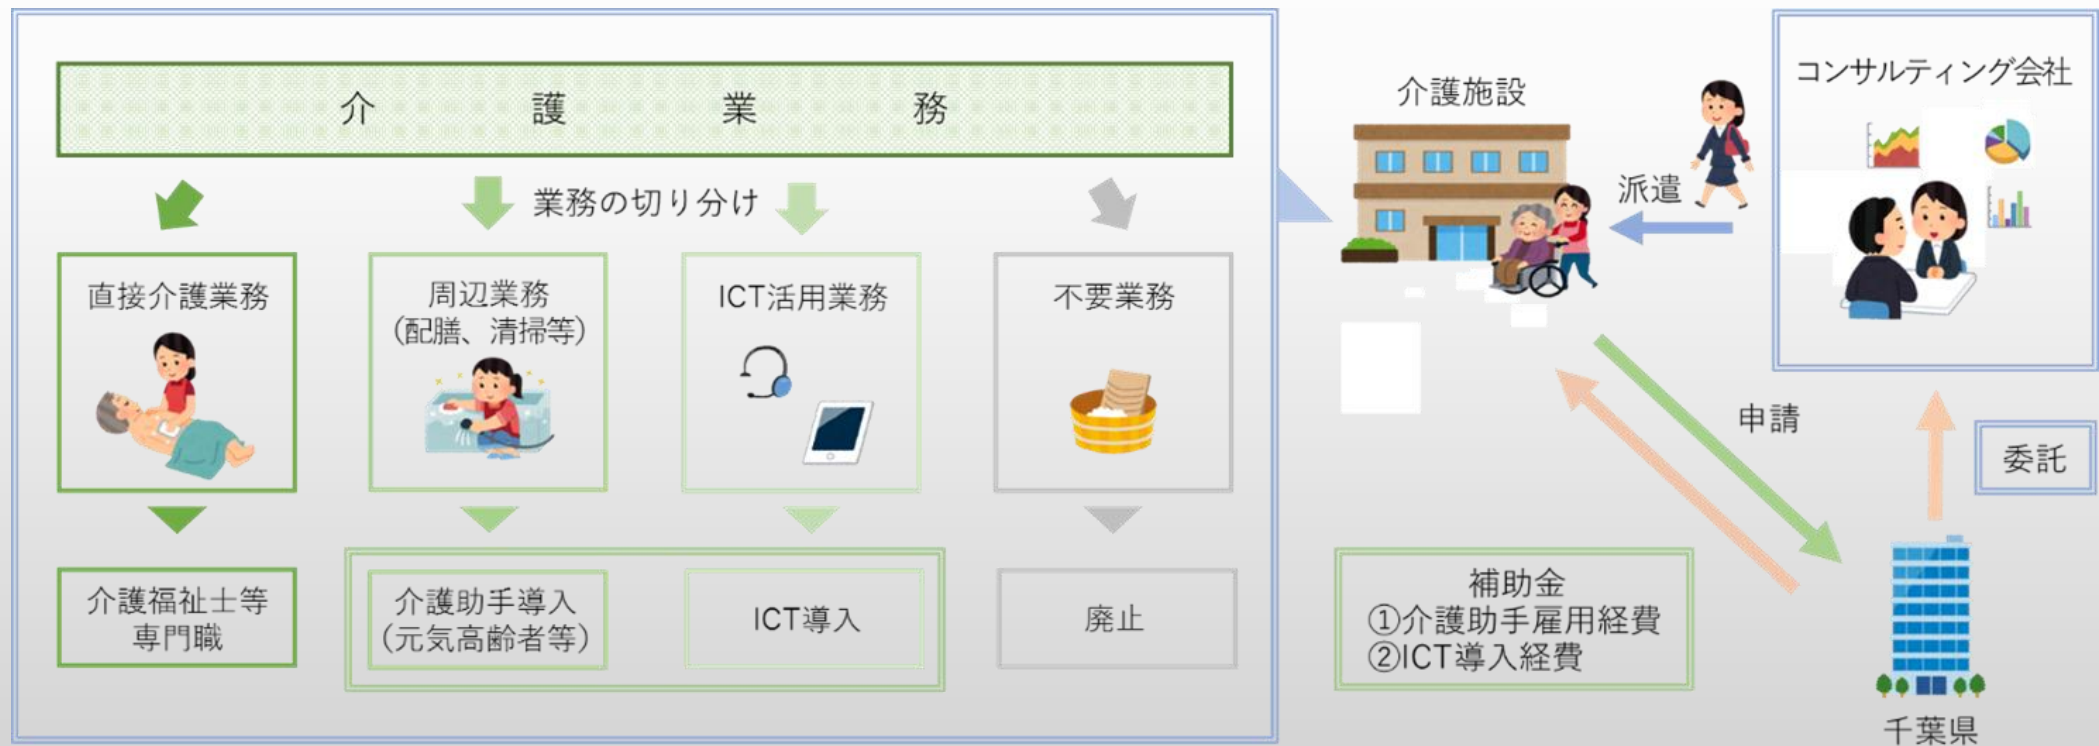 介護業務
業務の切り分け
直接介護業務
周辺業務
(配膳、清掃等)
ICT活用業務
不要業務
介護福祉士等
専門職
介護助手導入
(元気高齢者等)
ICT導入
廃止
介護施設
派遣
コンサルティング会社
申請
委託
補助金
①介護助手雇用経費
②ICT導入経費
千葉県